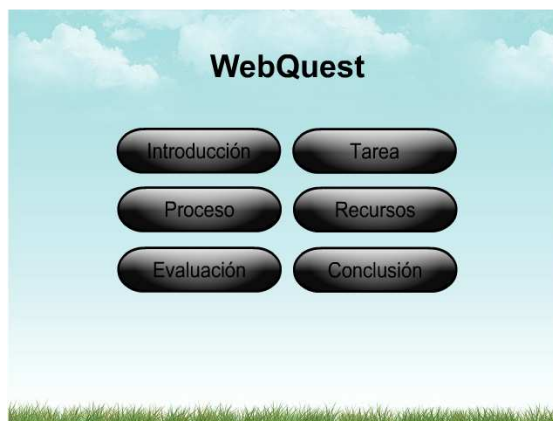 WebQuest
Introducción Tarea
Proceso Recursos
Evaluación Conclusión